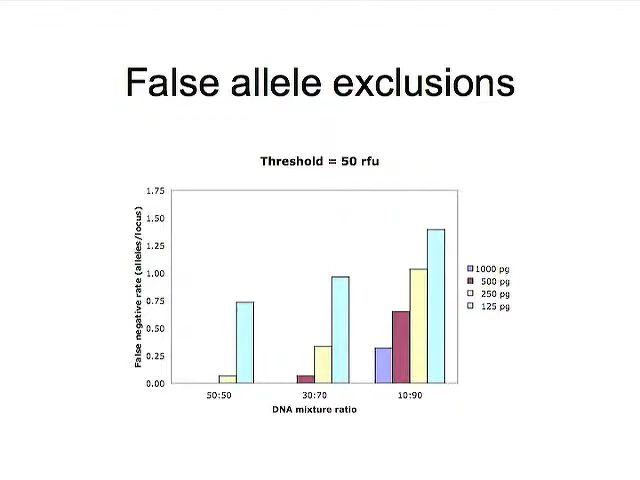 False allele exclusions
Threshold = 50 rfu
False negative rate (alleles/locus)
1.75
1.50
1.25
1.00
0.75
0.50
0.25
0.00
50:50
30:70
10:90
DNA mixture ratio
1000 pg
500 pg
250 pg
125 pg